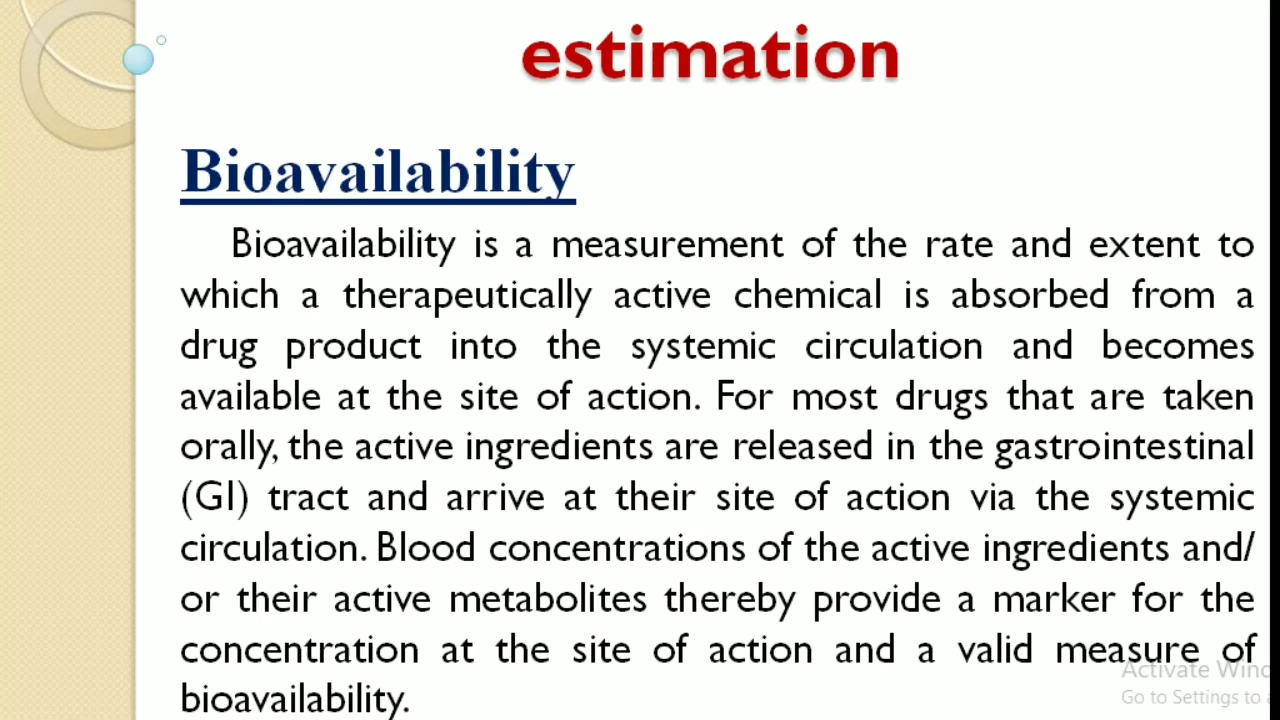 estimation
Bioavailability
Bioavailability is a measurement of the rate and extent to
which a therapeutically active chemical is absorbed from a
drug product into the systemic circulation and becomes
available at the site of action. For most drugs that are taken
orally, the active ingredients are released in the gastrointestinal
(GI) tract and arrive at their site of action via the systemic
circulation. Blood concentrations of the active ingredients and/
or their active metabolites thereby provide a marker for the
concentration at the site of action and a valid measure of
bioavailability.
Activate Wind
Go to Settings to a